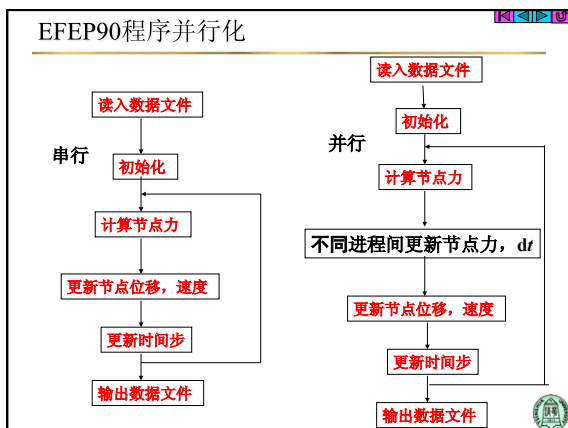 EFEP90程序并行化
串行
读入数据文件
初始化
计算节点力
更新节点位移，速度
更新时间步
输出数据文件
并行
读入数据文件
初始化
计算节点力
不同进程间更新节点力，dt
更新节点位移，速度
更新时间步
输出数据文件